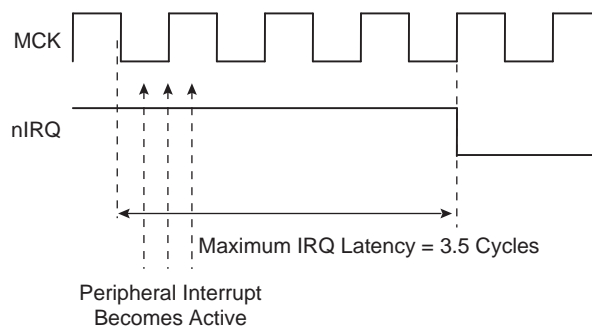 MCK
nIRQ
Maximum IRQ Latency = 3.5 Cycles
Peripheral Interrupt
Becomes Active